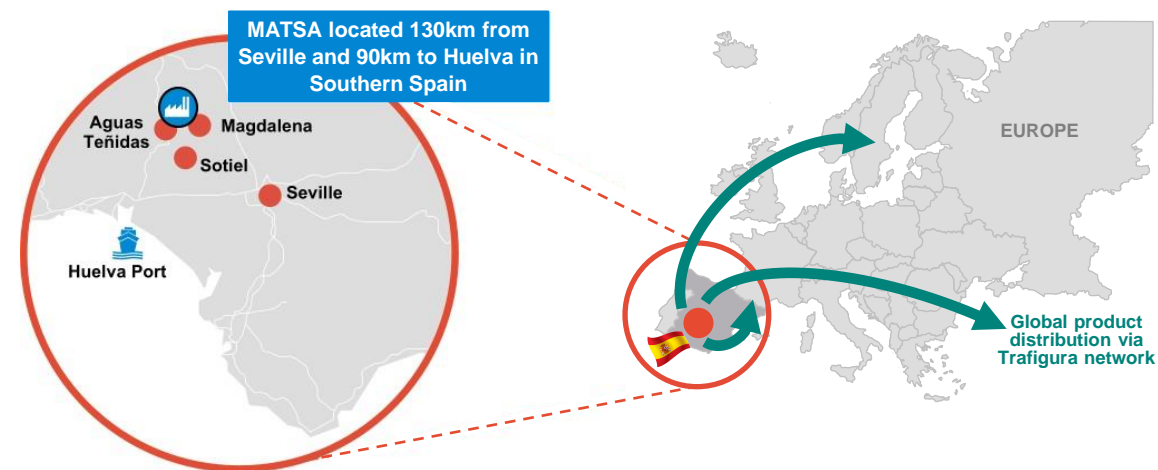 MATSA located 130km from
Seville and 90km to Huelva in
Southern Spain
Aguas
Teñidas
Magdalena
Sotiel
Seville
Huelva Port
EUROPE
Global product
distribution via
Trafigura network